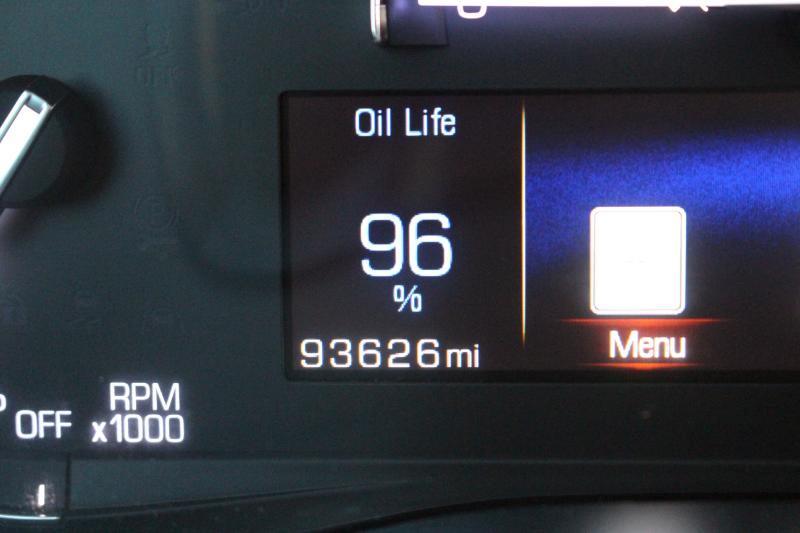 Oil Life
96
%
93626mi
Menu
RPM
OFF x1000